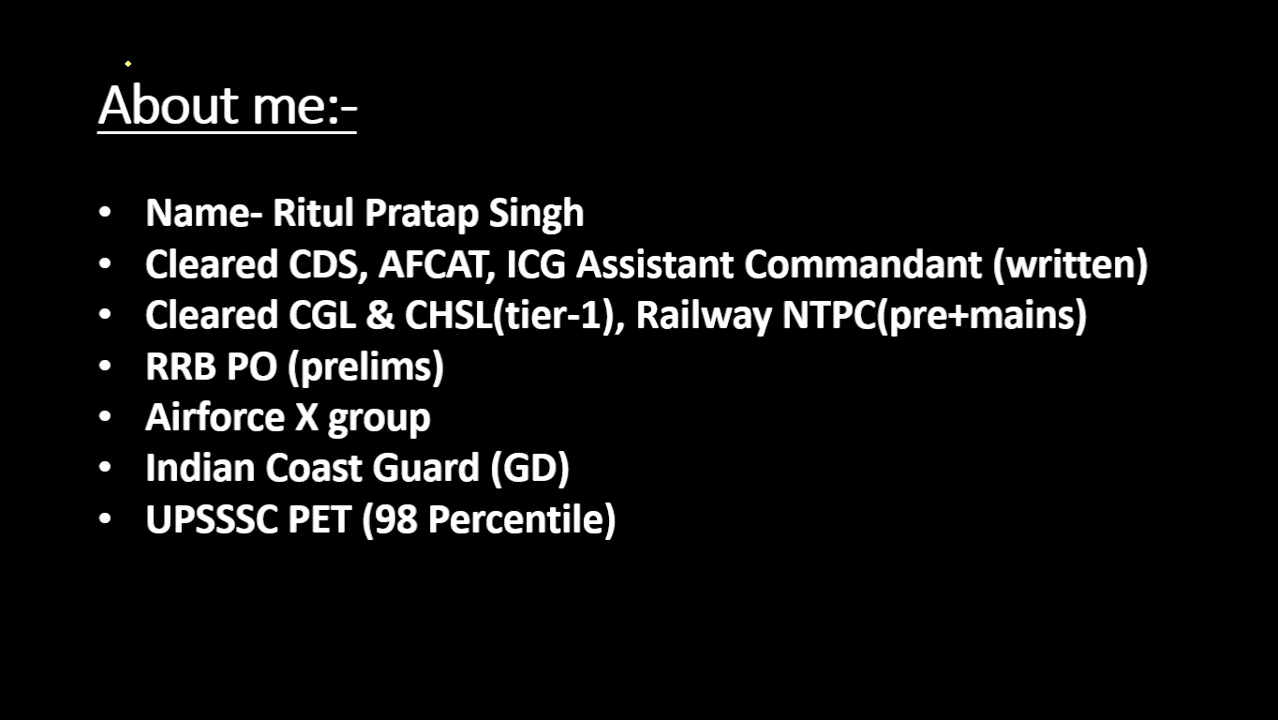 About me:-
• Name- Ritul Pratap Singh
• Cleared CDS, AFCAT, ICG Assistant Commandant (written)
• Cleared CGL & CHSL(tier-1), Railway NTPC(pre+mains)
• RRB PO (prelims)
• Airforce X group
• Indian Coast Guard (GD)
• UPSSSC PET (98 Percentile)